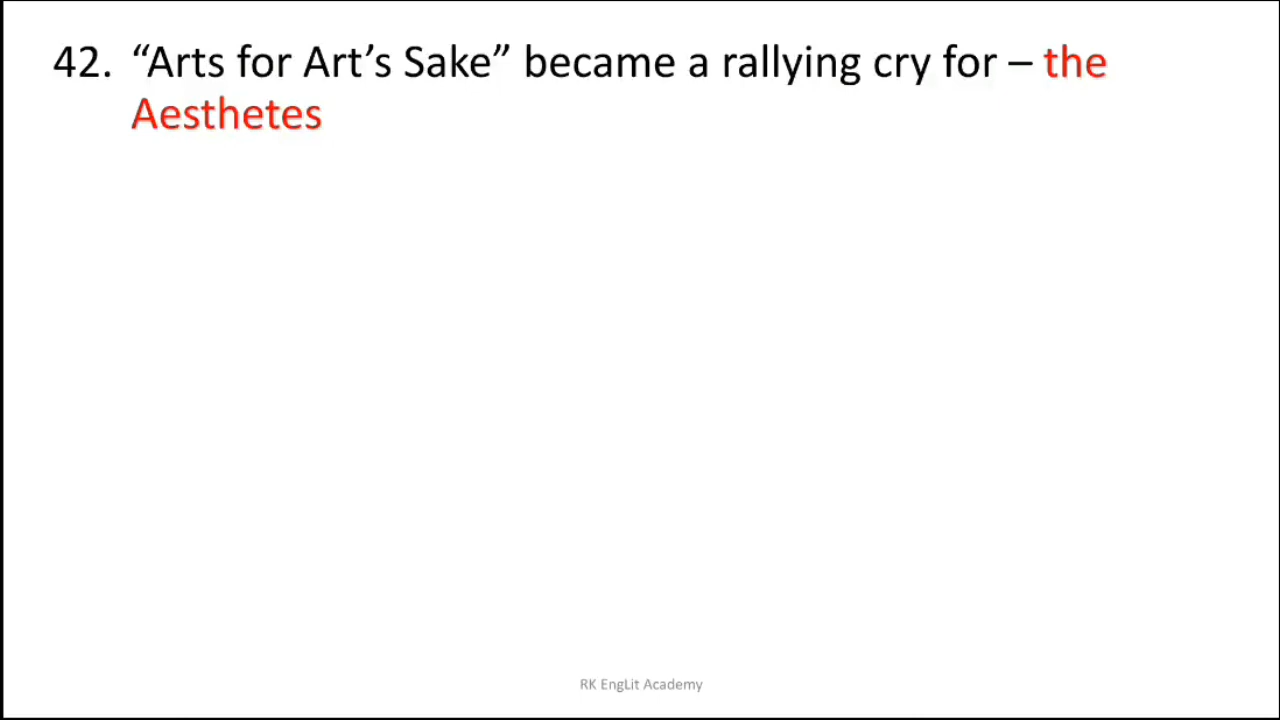 42. “Arts for Art’s Sake” became a rallying cry for – the
Aesthetes
RK EngLit Academy